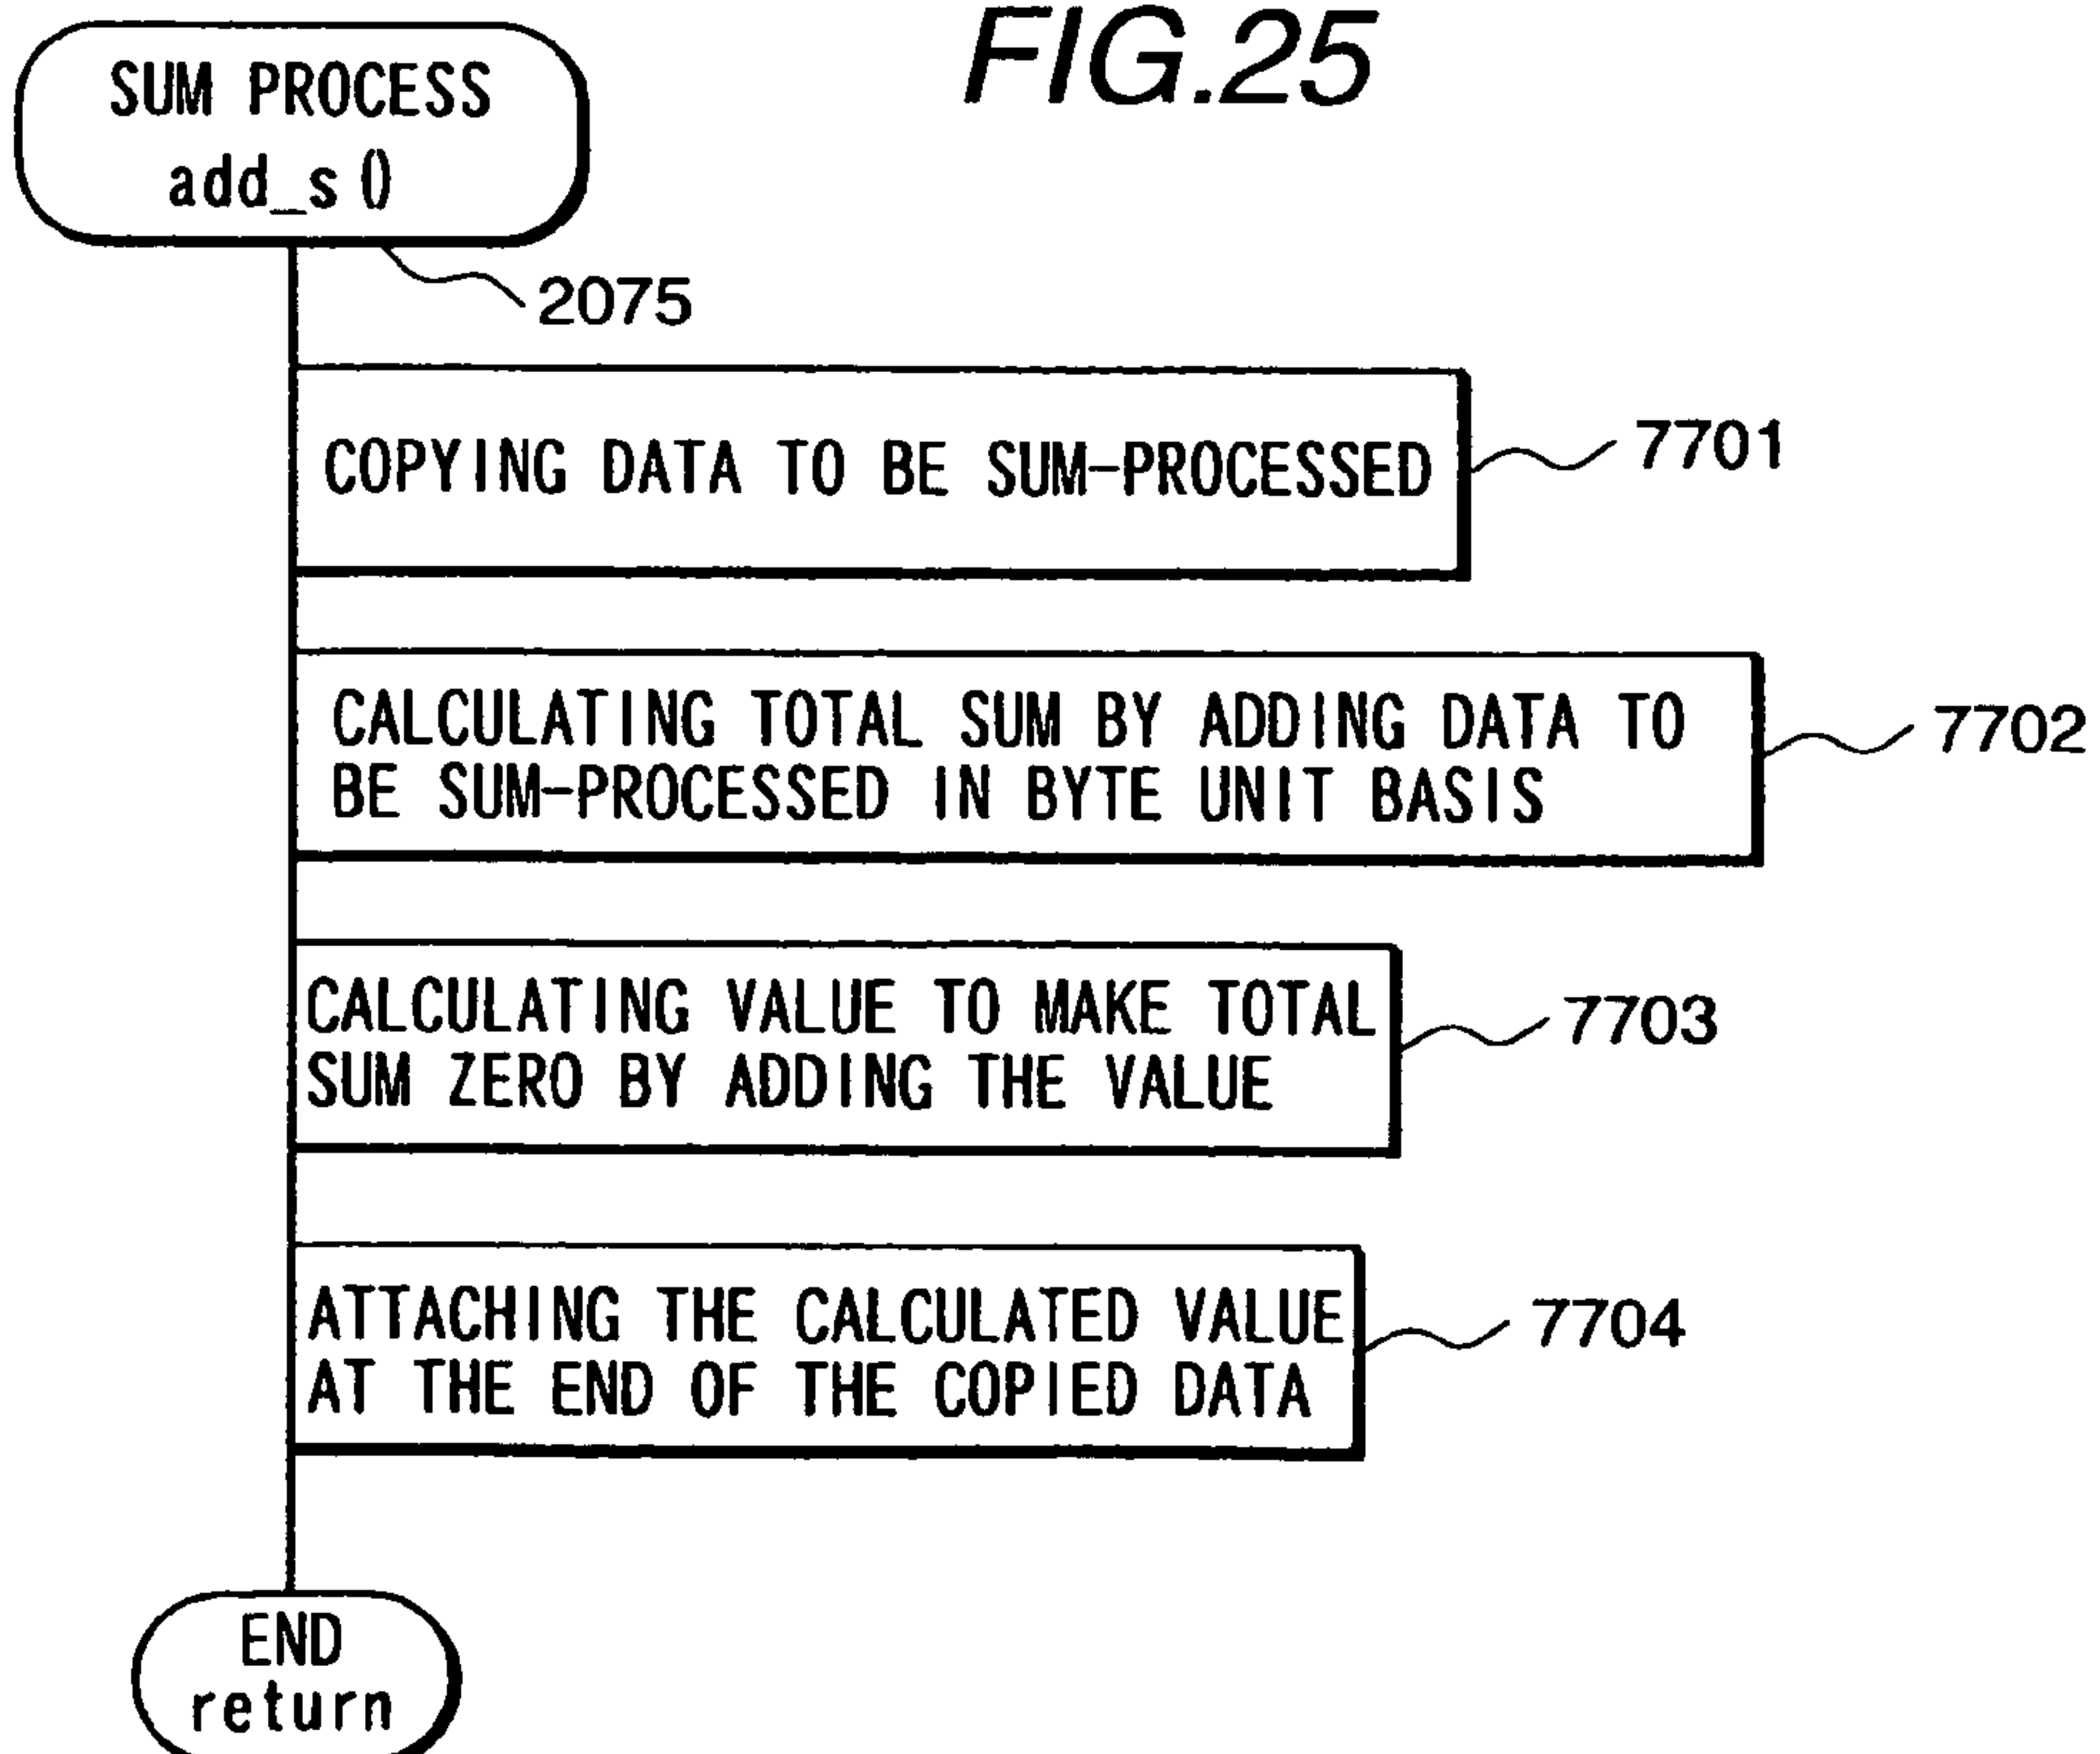 FIG.25
SUM PROCESS
add_s ()
2075
COPYING DATA TO BE SUM-PROCESSED
7701
CALCULATING TOTAL SUM BY ADDING DATA TO
BE SUM-PROCESSED IN BYTE UNIT BASIS
7702
CALCULATING VALUE TO MAKE TOTAL
SUM ZERO BY ADDING THE VALUE
7703
ATTACHING THE CALCULATED VALUE
AT THE END OF THE COPIED DATA
7704
END
return